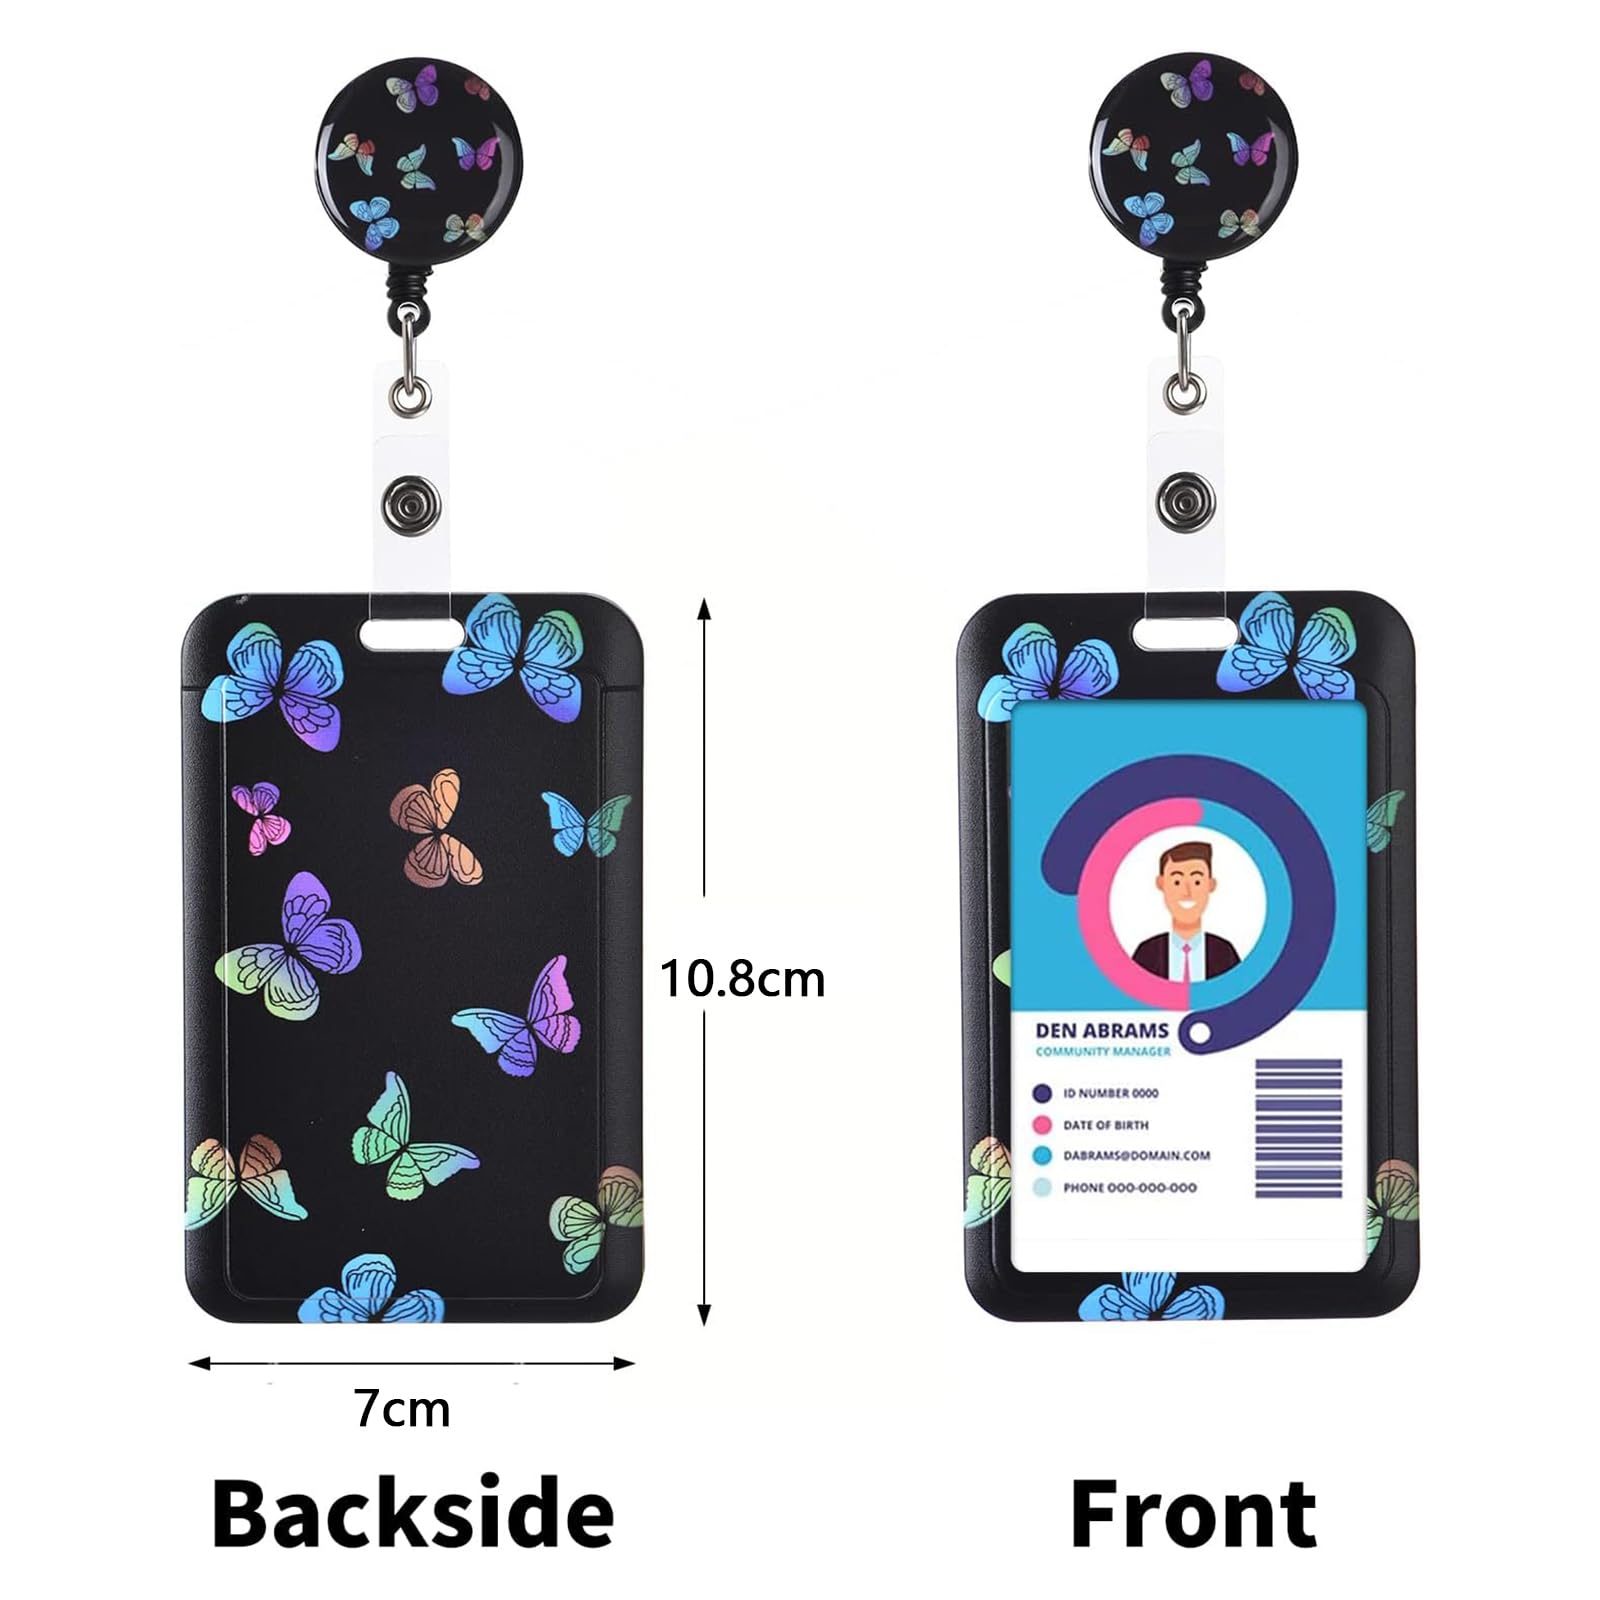 10.8cm
7cm
Backside
Front
DEN ABRAMS
COMMUNITY MANAGER
ID NUMBER 0000
DATE OF BIRTH
DABRAMS@DOMAIN.COM
PHONE 000-000-000